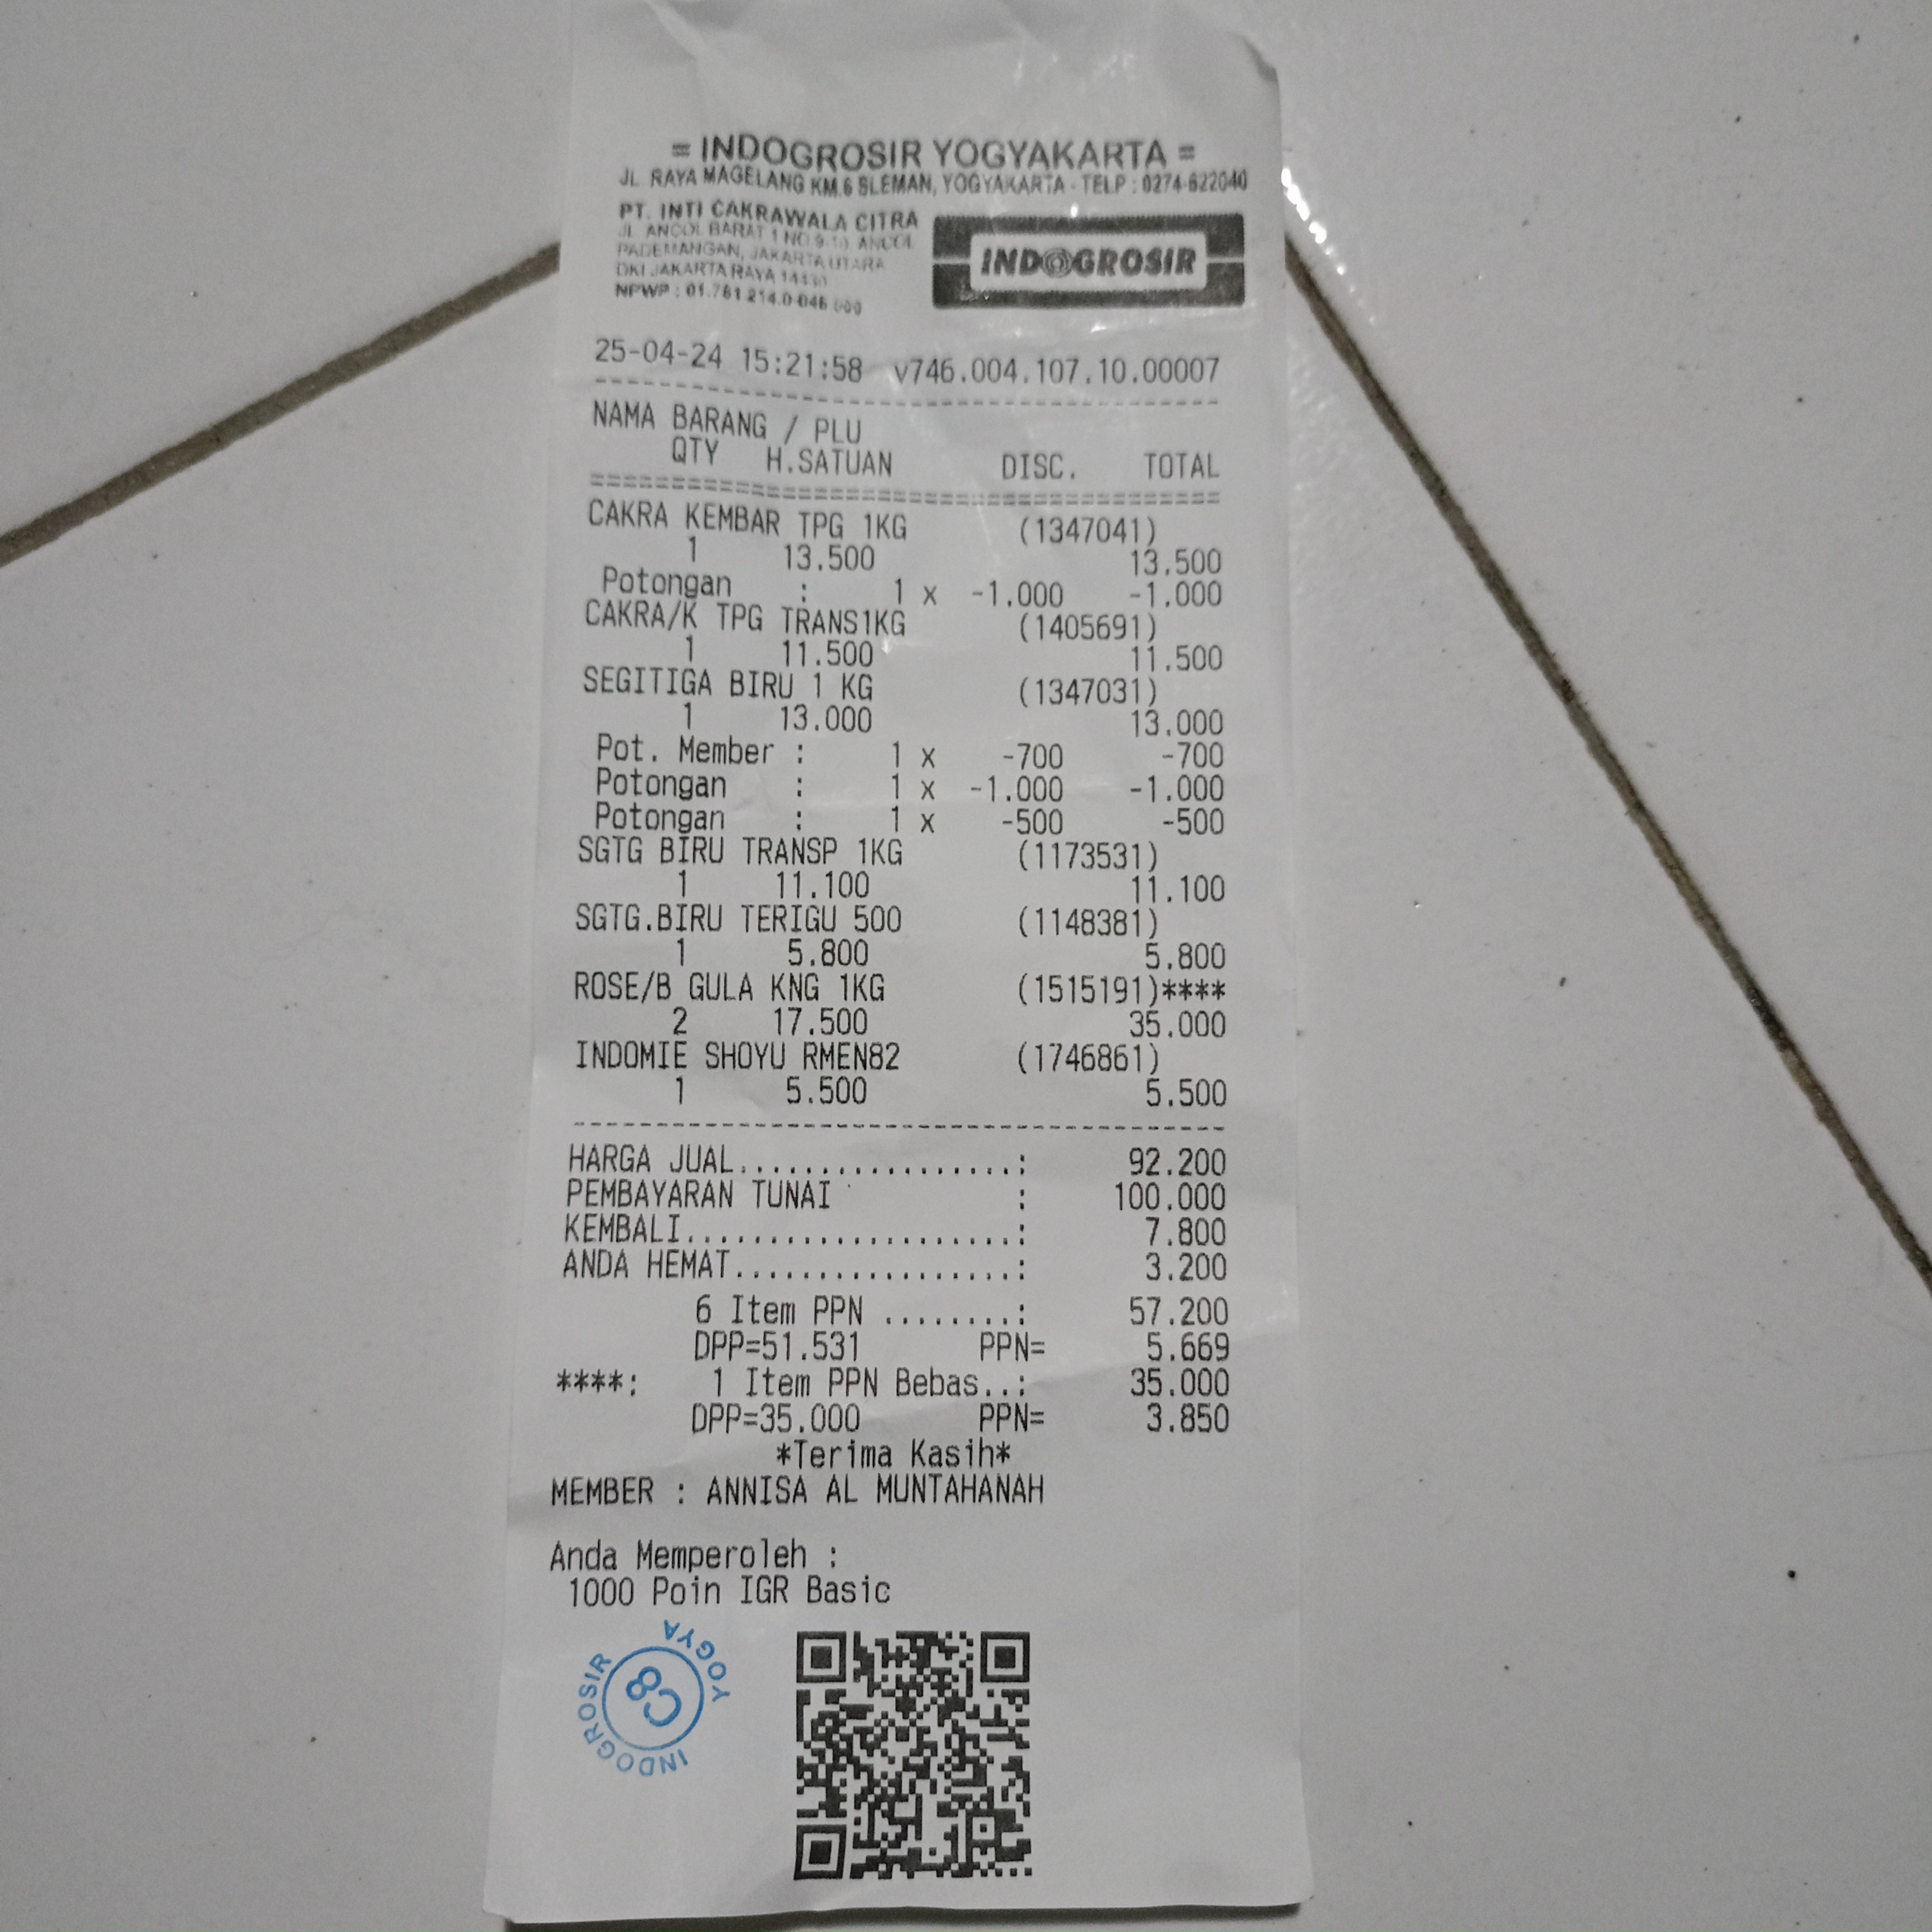 = INDOGROSIR YOGYAKARTA =
JL. RAYA MAGELANG KM.6 SLEMAN, YOGYAKARTA - TELP : 0274-622040
PT. INTI CAKRAWALA CITRA
JL ANCOL BARAT 1 NO.9-10 ANCOL
PADEMANGAN, JAKARTA UTARA
DKI JAKARTA RAYA
NPWP :
INDOGROSIR
25-04-24 15:21:58 v746.004.107.10.00007
----------------------------------------
NAMA BARANG / PLU
QTY H.SATUAN DISC. TOTAL
========================================
CAKRA KEMBAR TPG 1KG (1347041)
1 13.500 13.500
Potongan : 1 x -1.000 -1.000
CAKRA/K TPG TRANS1KG (1405691)
1 11.500 11.500
SEGITIGA BIRU 1 KG (1347031)
1 13.000 13.000
Pot. Member : 1 x -700 -700
Potongan : 1 x -1.000 -1.000
Potongan : 1 x -500 -500
SGTG BIRU TRANSP 1KG (1173531)
1 11.100 11.100
SGTG.BIRU TERIGU 500 (1148381)
1 5.800 5.800
ROSE/B GULA KNG 1KG (1515191)****
2 17.500 35.000
INDOMIE SHOYU RMEN82 (1746861)
1 5.500 5.500
----------------------------------------
HARGA JUAL.................: 92.200
PEMBAYARAN TUNAI : 100.000
KEMBALI....................: 7.800
ANDA HEMAT.................: 3.200
6 Item PPN ........: 57.200
DPP=51.531 PPN= 5.669
****: 1 Item PPN Bebas..: 35.000
DPP=35.000 PPN= 3.850
*Terima Kasih*
MEMBER : ANNISA AL MUNTAHANAH
Anda Memperoleh :
1000 Poin IGR Basic
INDOGROSIR YOGYA
C8